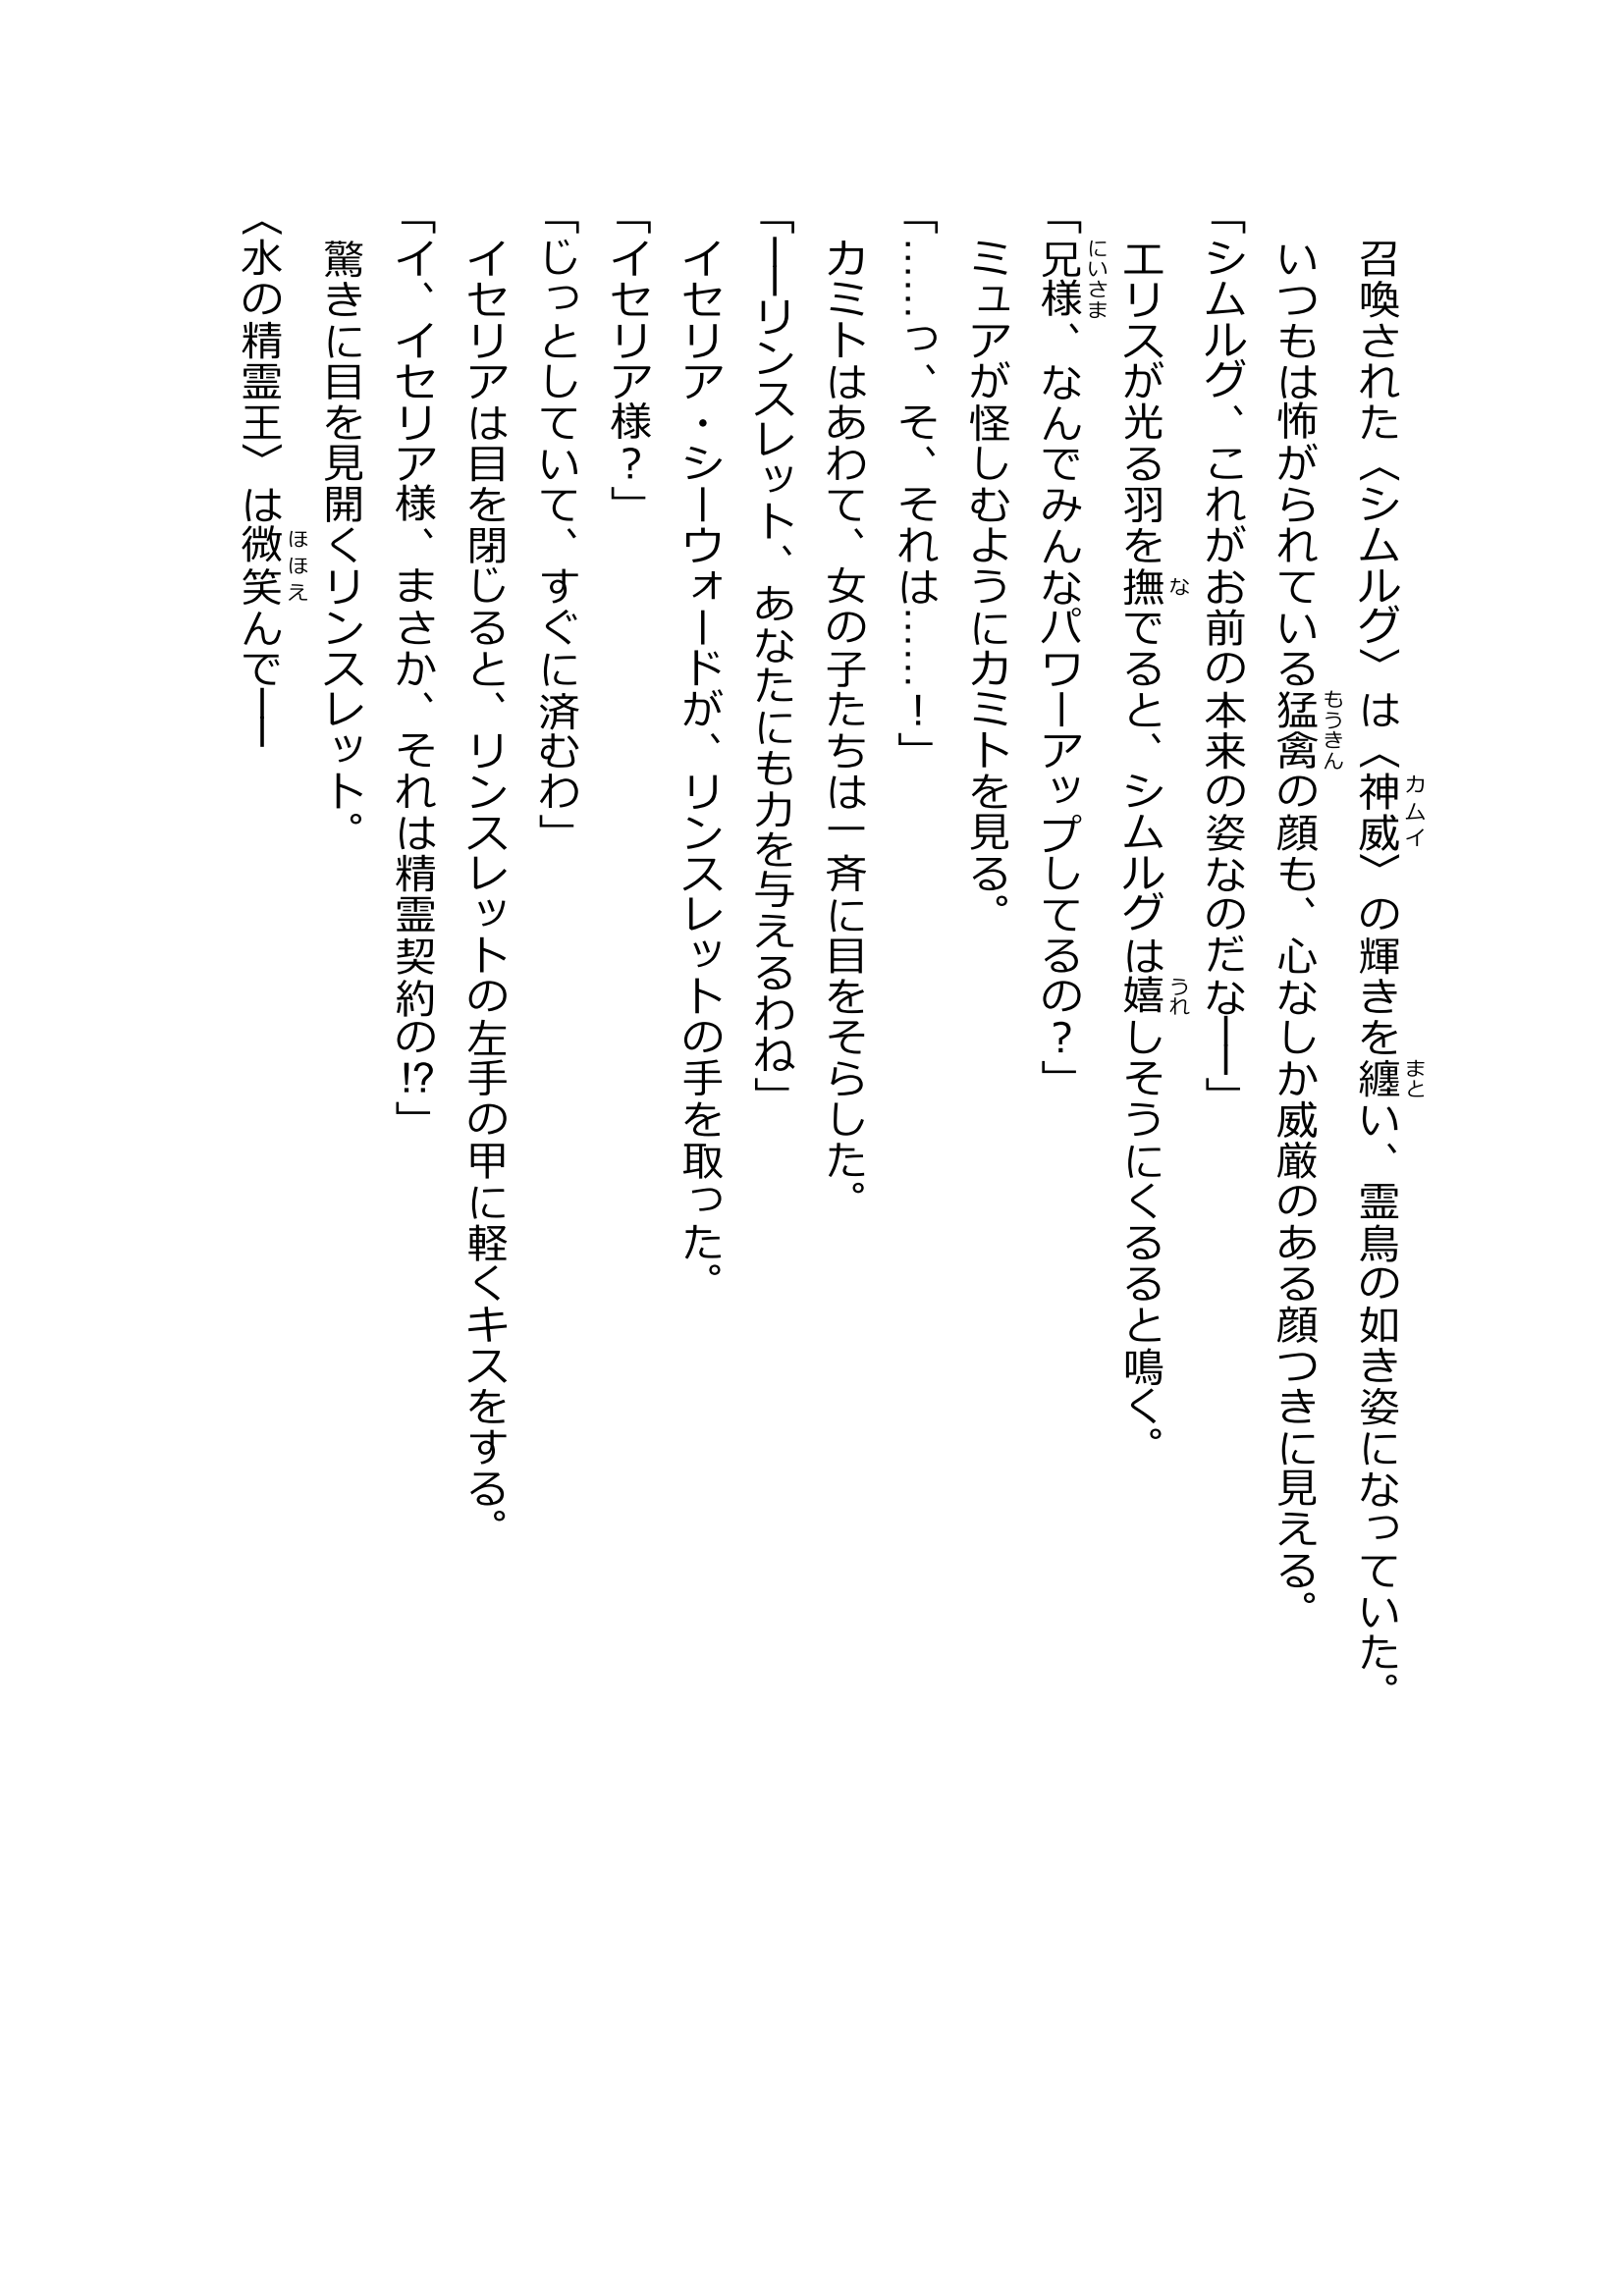 召喚された〈シムルグ〉は〈神威〉の輝きを纏い、霊鳥の如き姿になっていた。
　いつもは怖がられている猛禽の顔も、心なしか威厳のある顔つきに見える。
「シムルグ、これがお前の本来の姿なのだな――」
　エリスが光る羽を撫でると、シムルグは嬉しそうにくるると鳴く。
「兄様、なんでみんなパワーアップしてるの？」
　ミュアが怪しむようにカミトを見る。
「……っ、そ、それは……！」
　カミトはあわて、女の子たちは一斉に目をそらした。
「――リンスレット、あなたにも力を与えるわね」
　イセリア・シーウォードが、リンスレットの手を取った。
「イセリア様？」
「じっとしていて、すぐに済むわ」
　イセリアは目を閉じると、リンスレットの左手の甲に軽くキスをする。
「イ、イセリア様、まさか、それは精霊契約の⁉」
　驚きに目を見開くリンスレット。
〈水の精霊王〉は微笑んで――